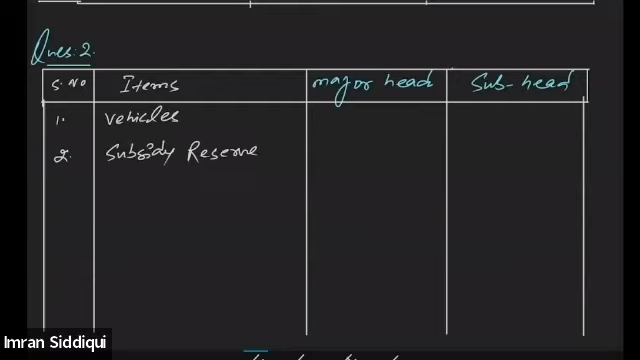 Ques:2.
S.No Items major head Sub-head
1. Vehicles
2. Subsidy Reserve
Imran Siddiqui